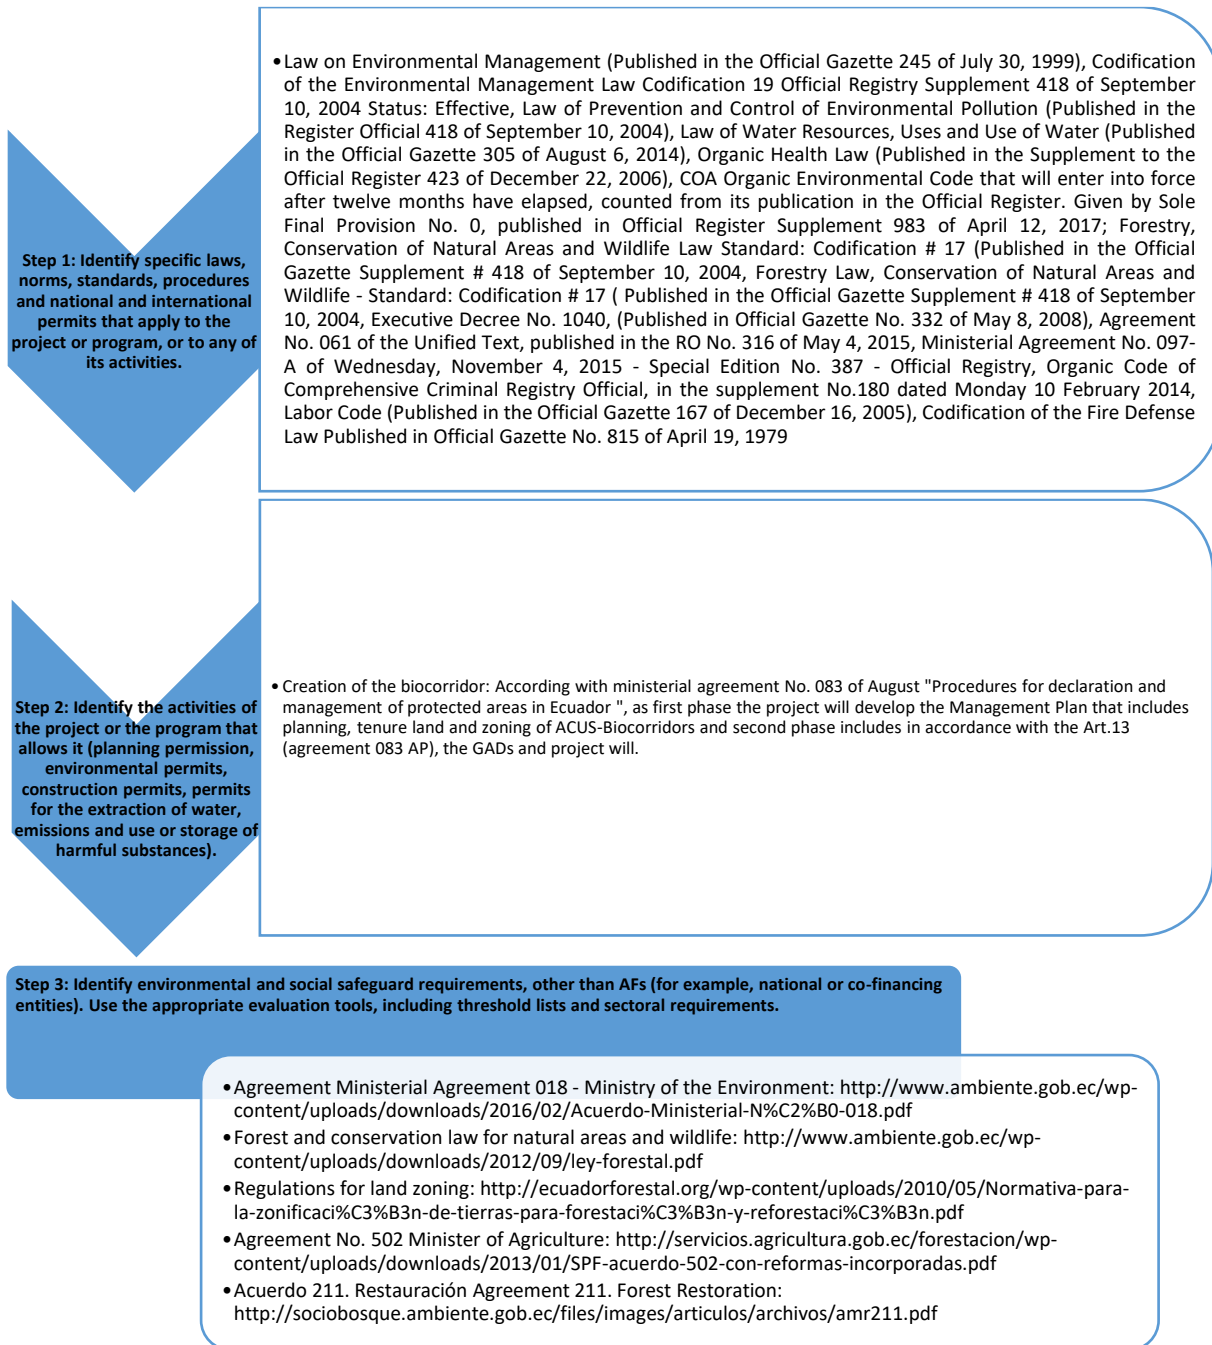 Step 1: Identify specific laws,
norms, standards, procedures
and national and international
permits that apply to the
project or program, or to any of
its activities.
•Law on Environmental Management (Published in the Official Gazette 245 of July 30, 1999), Codification
of the Environmental Management Law Codification 19 Official Registry Supplement 418 of September
10, 2004 Status: Effective, Law of Prevention and Control of Environmental Pollution (Published in the
Register Official 418 of September 10, 2004), Law of Water Resources, Uses and Use of Water (Published
in the Official Gazette 305 of August 6, 2014), Organic Health Law (Published in the Supplement to the
Official Register 423 of December 22, 2006), COA Organic Environmental Code that will enter into force
after twelve months have elapsed, counted from its publication in the Official Register. Given by Sole
Final Provision No. 0, published in Official Register Supplement 983 of April 12, 2017; Forestry,
Conservation of Natural Areas and Wildlife Law Standard: Codification # 17 (Published in the Official
Gazette Supplement # 418 of September 10, 2004, Forestry Law, Conservation of Natural Areas and
Wildlife - Standard: Codification # 17 ( Published in the Official Gazette Supplement # 418 of September
10, 2004, Executive Decree No. 1040, (Published in Official Gazette No. 332 of May 8, 2008), Agreement
No. 061 of the Unified Text, published in the RO No. 316 of May 4, 2015, Ministerial Agreement No. 097-
A of Wednesday, November 4, 2015 - Special Edition No. 387 - Official Registry, Organic Code of
Comprehensive Criminal Registry Official, in the supplement No.180 dated Monday 10 February 2014,
Labor Code (Published in the Official Gazette 167 of December 16, 2005), Codification of the Fire Defense
Law Published in Official Gazette No. 815 of April 19, 1979
Step 2: Identify the activities of
the project or the program that
allows it (planning permission,
environmental permits,
construction permits, permits
for the extraction of water,
emissions and use or storage of
harmful substances).
•Creation of the biocorridor: According with ministerial agreement No. 083 of August "Procedures for declaration and
management of protected areas in Ecuador ", as first phase the project will develop the Management Plan that includes
planning, tenure land and zoning of ACUS-Biocorridors and second phase includes in accordance with the Art.13
(agreement 083 AP), the GADs and project will.
Step 3: Identify environmental and social safeguard requirements, other than AFs (for example, national or co-financing
entities). Use the appropriate evaluation tools, including threshold lists and sectoral requirements.
•Agreement Ministerial Agreement 018 - Ministry of the Environment: http://www.ambiente.gob.ec/wp-
content/uploads/downloads/2016/02/Acuerdo-Ministerial-N%C2%B0-018.pdf
•Forest and conservation law for natural areas and wildlife: http://www.ambiente.gob.ec/wp-
content/uploads/downloads/2012/09/ley-forestal.pdf
•Regulations for land zoning: http://ecuadorforestal.org/wp-content/uploads/2010/05/Normativa-para-
la-zonificaci%C3%B3n-de-tierras-para-forestaci%C3%B3n-y-reforestaci%C3%B3n.pdf
•Agreement No. 502 Minister of Agriculture: http://servicios.agricultura.gob.ec/forestacion/wp-
content/uploads/downloads/2013/01/SPF-acuerdo-502-con-reformas-incorporadas.pdf
•Acuerdo 211. Restauración Agreement 211. Forest Restoration:
http://sociobosque.ambiente.gob.ec/files/images/articulos/archivos/amr211.pdf